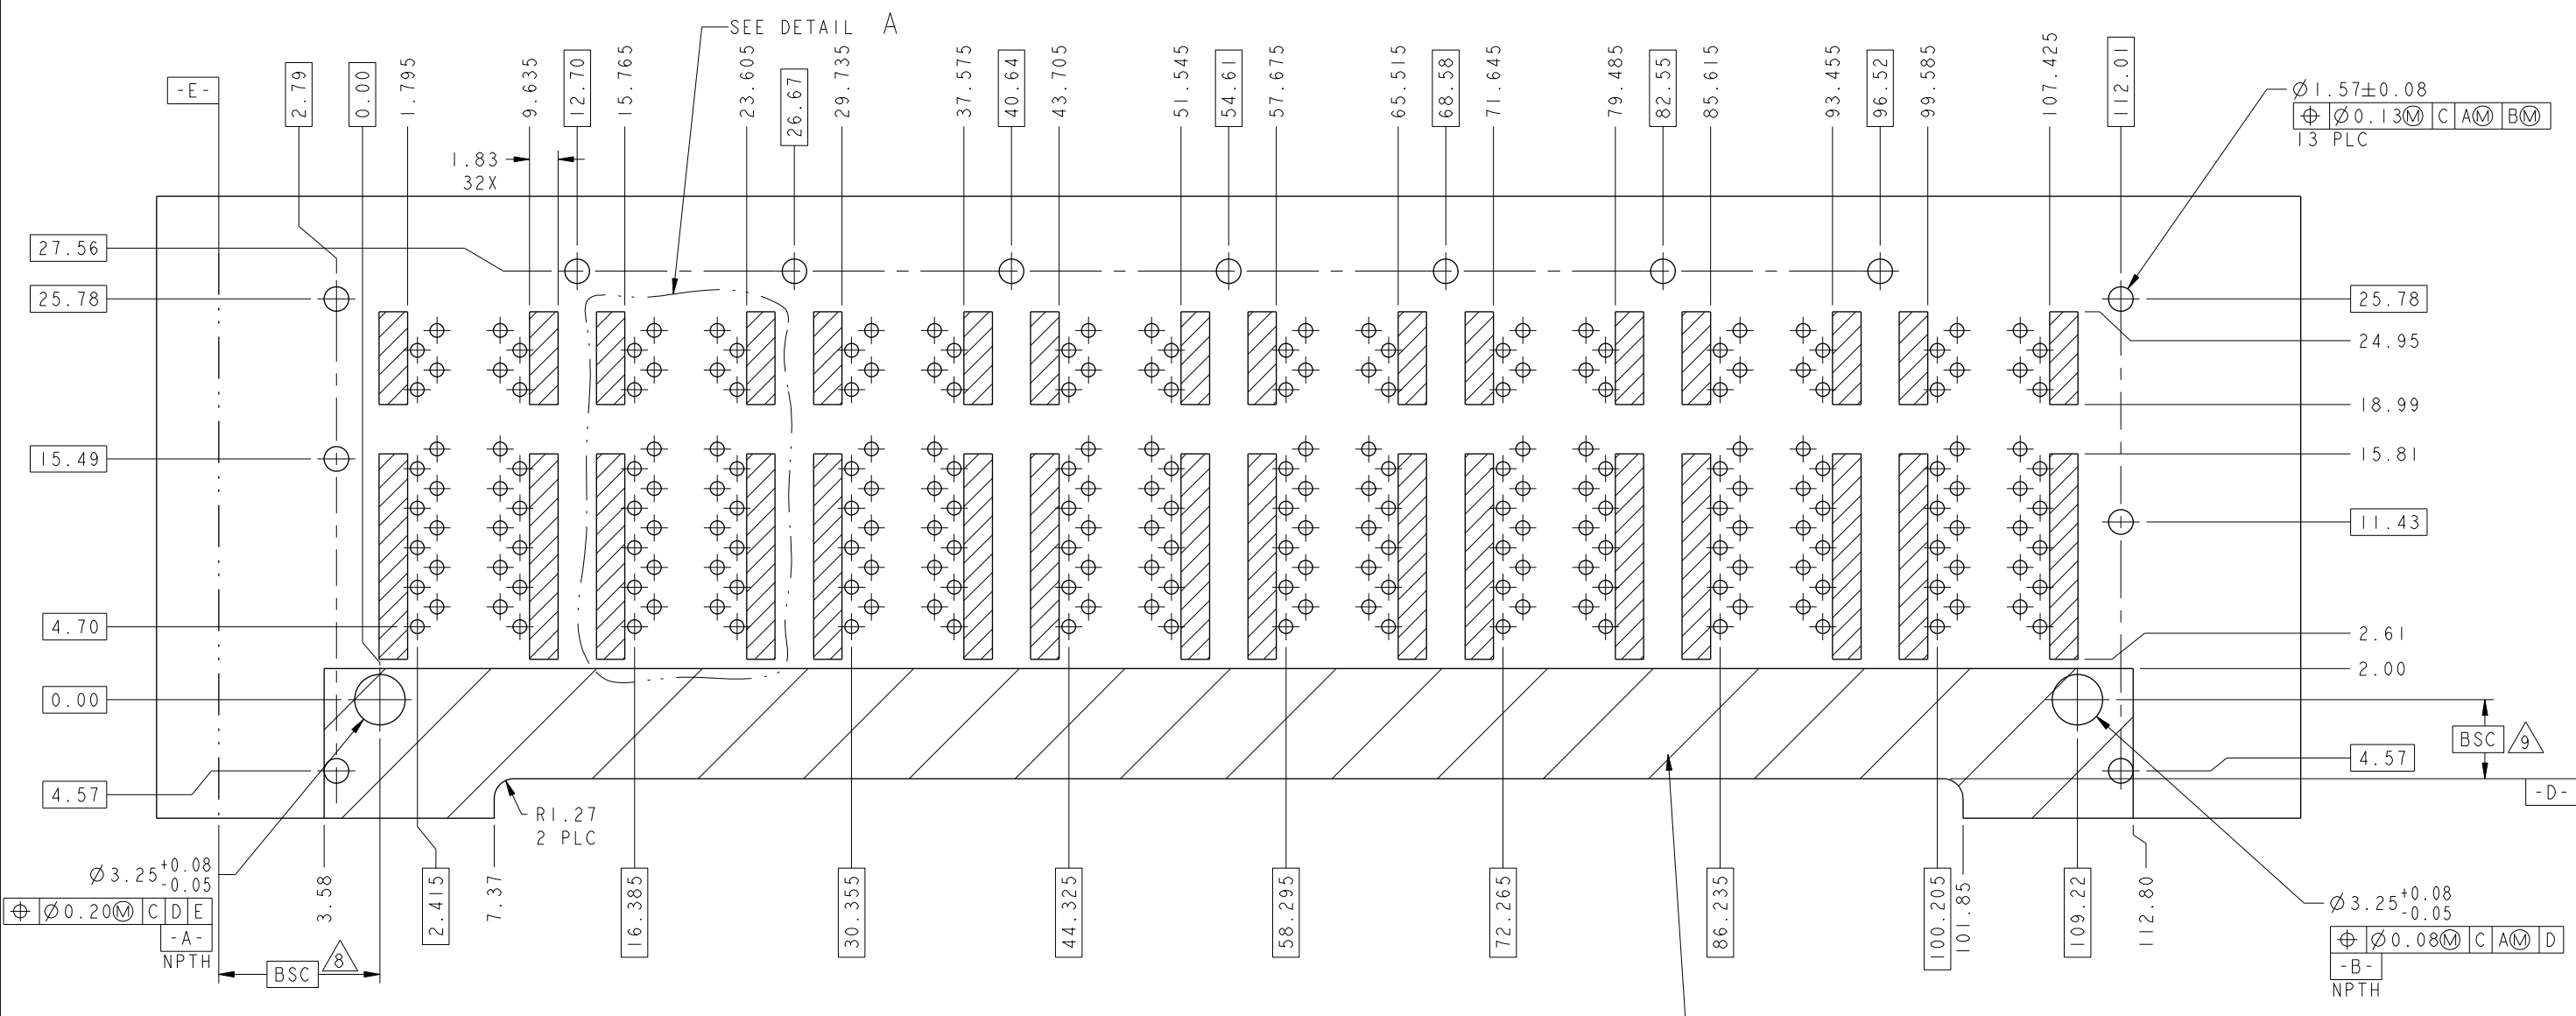 SEE DETAIL A
-E-
2.79
0.00
1.795
9.635
12.70
15.765
23.605
26.67
29.735
37.575
40.64
43.705
51.545
54.61
57.675
65.515
68.58
71.645
79.485
82.55
85.615
93.455
96.52
99.585
107.425
112.01
Ø1.57±0.08
⌖ Ø0.13Ⓜ C AⓂ BⓂ
13 PLC
1.83
32X
27.56
25.78
15.49
4.70
0.00
4.57
25.78
24.95
18.99
15.81
11.43
2.61
2.00
BSC 9
4.57
-D-
R1.27
2 PLC
Ø3.25 +0.08
-0.05
⌖ Ø0.20Ⓜ C D E
-A-
NPTH
BSC 8
3.58
2.415
7.37
16.385
30.355
44.325
58.295
72.265
86.235
100.205
101.85
109.22
112.80
Ø3.25 +0.08
-0.05
⌖ Ø0.08Ⓜ C AⓂ D
-B-
NPTH